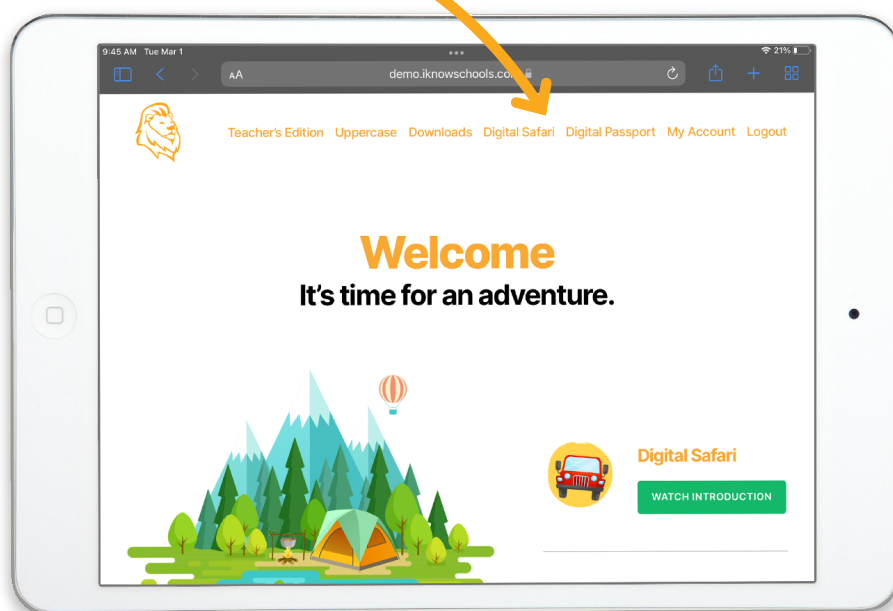 9:45 AM Tue Mar 1
21%
AA
demo.iknowschools.co
Teacher's Edition Uppercase Downloads Digital Safari Digital Passport My Account Logout
Welcome
It's time for an adventure.
Digital Safari
WATCH INTRODUCTION